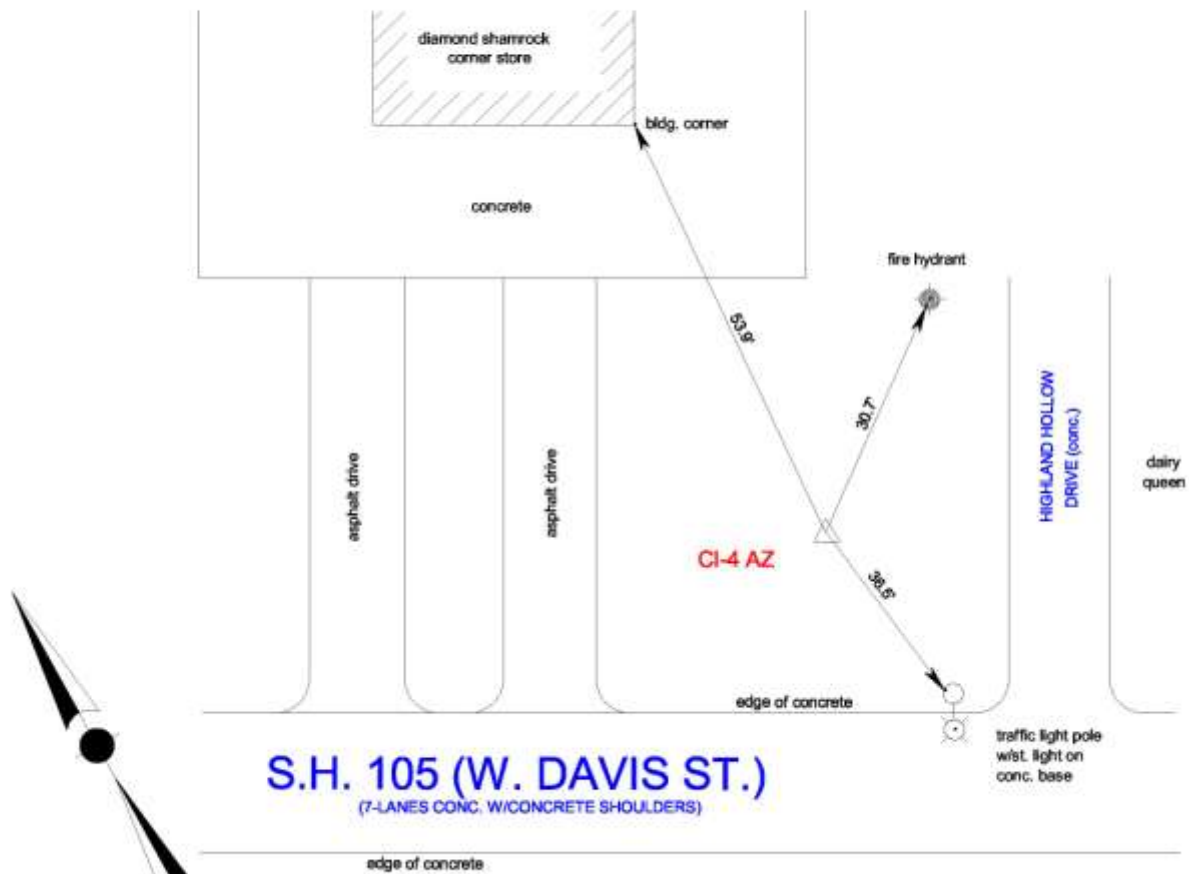 diamond shamrock
corner store
bldg. corner
concrete
fire hydrant
53.9'
30.7'
HIGHLAND HOLLOW
DRIVE (conc.)
dairy
queen
asphalt drive
asphalt drive
CI-4 AZ
edge of concrete
traffic light pole
w/st. light on
conc. base
S.H. 105 (W. DAVIS ST.)
(7-LANES CONC. W/CONCRETE SHOULDERS)
edge of concrete